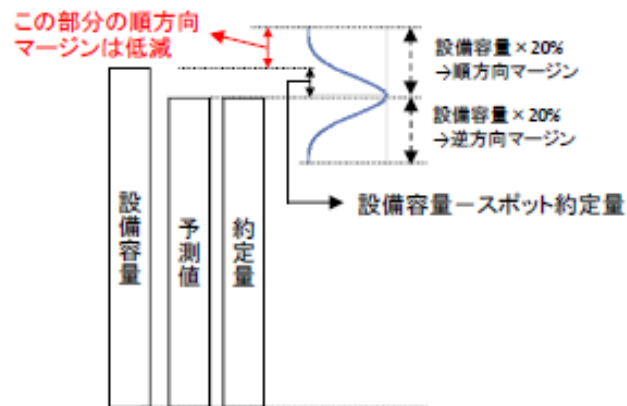 この部分の順方向
マージンは低減
設備容量×20%
→順方向マージン
設備容量×20%
→逆方向マージン
設備容量－スポット約定量
設備容量
予測値
約定量